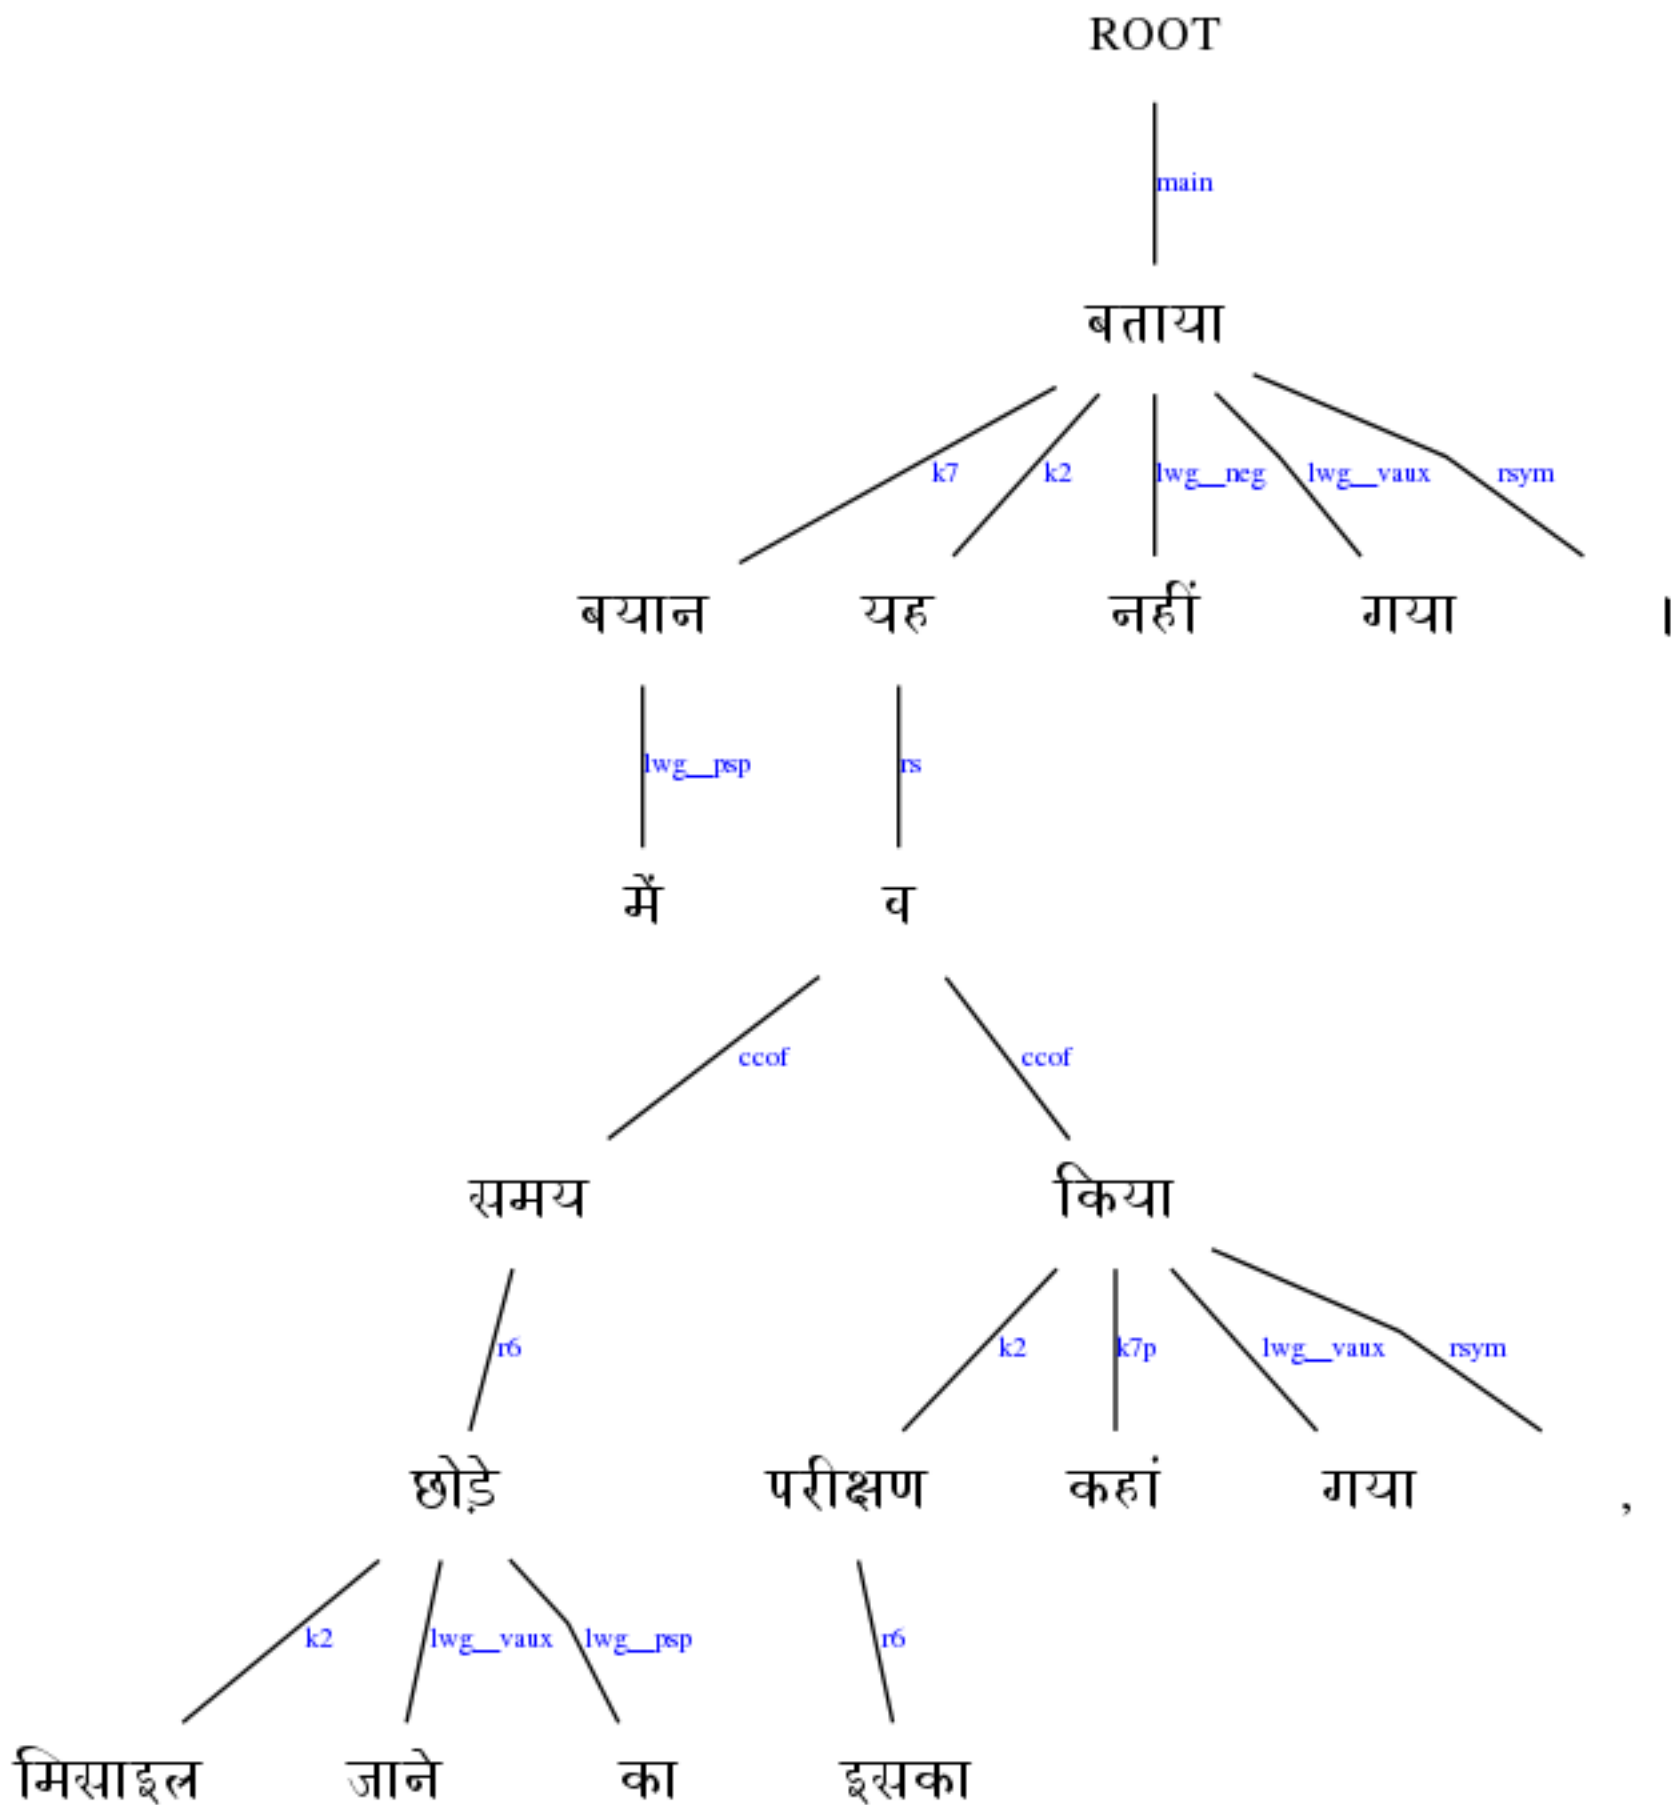 ROOT
main
बताया
k7 k2 lwg__neg lwg__vaux rsym
बयान यह नहीं गया ।
lwg__psp rs
में व
ccof ccof
समय किया
r6 k2 k7p lwg__vaux rsym
छोड़े परीक्षण कहां गया ,
k2 lwg__vaux lwg__psp r6
मिसाइल जाने का इसका